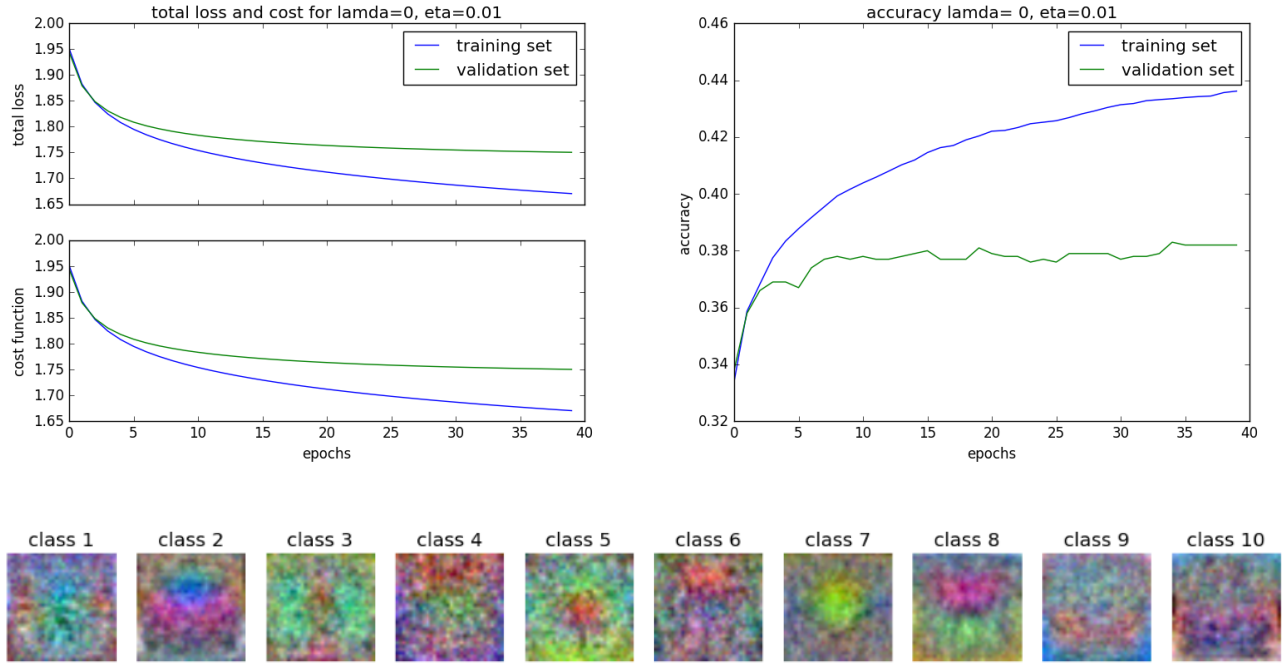 total loss and cost for lamda=0, eta=0.01
2.00
1.95
1.90
1.85
1.80
1.75
1.70
1.65
total loss
training set
validation set
2.00
1.95
1.90
1.85
1.80
1.75
1.70
1.65
cost function
0 5 10 15 20 25 30 35 40
epochs
accuracy lamda= 0, eta=0.01
0.46
0.44
0.42
0.40
0.38
0.36
0.34
0.32
accuracy
training set
validation set
0 5 10 15 20 25 30 35 40
epochs
class 1 class 2 class 3 class 4 class 5 class 6 class 7 class 8 class 9 class 10